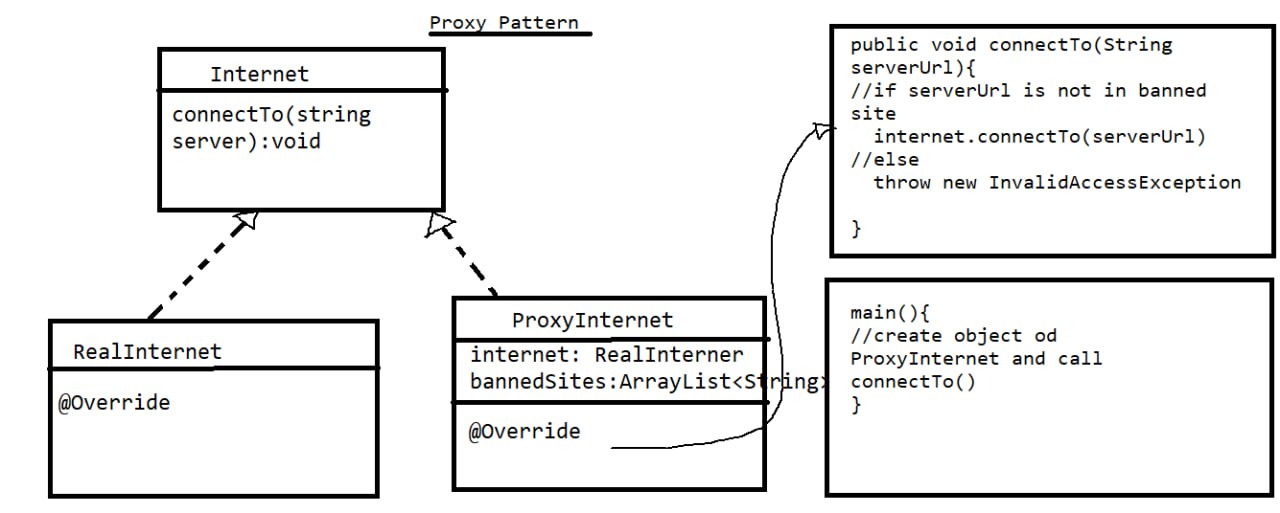 Proxy Pattern
Internet
connectTo(string
server):void
RealInternet
@Override
ProxyInternet
internet: RealInterner
bannedSites:ArrayList<String>
@Override
public void connectTo(String
serverUrl){
//if serverUrl is not in banned
site
internet.connectTo(serverUrl)
//else
throw new InvalidAccessException
}
main(){
//create object od
ProxyInternet and call
connectTo()
}